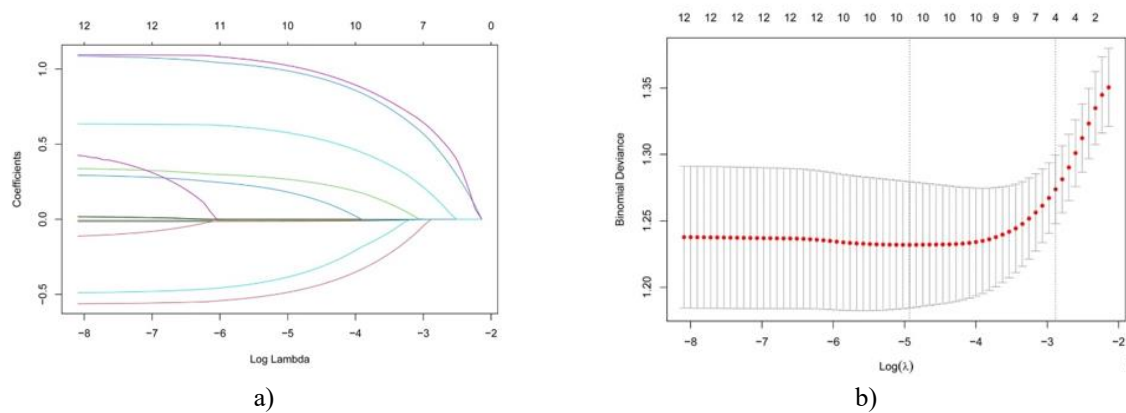 12 12 11 10 10 7 0
1.0
0.5
0.0
−0.5
Coefficients
−8 −7 −6 −5 −4 −3 −2
Log Lambda
a)
12 12 12 12 12 12 10 10 10 10 10 10 9 9 7 4 4 2
1.35
1.30
1.25
1.20
Binomial Deviance
−8 −7 −6 −5 −4 −3 −2
Log(λ)
b)